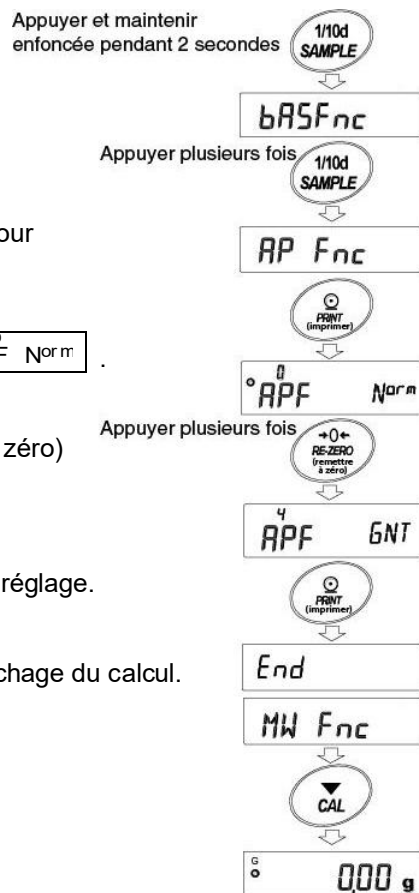 Appuyer et maintenir
enfoncée pendant 2 secondes
1/10d
SAMPLE
bASFnc
Appuyer plusieurs fois
1/10d
SAMPLE
our
AP Fnc
PRINT
(imprimer)
Norm .
0
APF Norm
Appuyer plusieurs fois
→0←
RE-ZERO
(remettre
à zéro)
zéro)
4
APF GNT
réglage.
PRINT
(imprimer)
chage du calcul.
End
MW Fnc
CAL
G
0.00 g